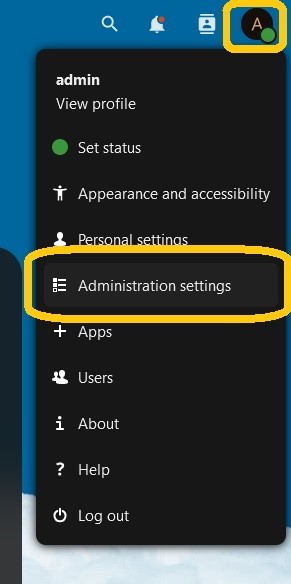 A
admin
View profile
Set status
Appearance and accessibility
Personal settings
Administration settings
Apps
Users
About
Help
Log out